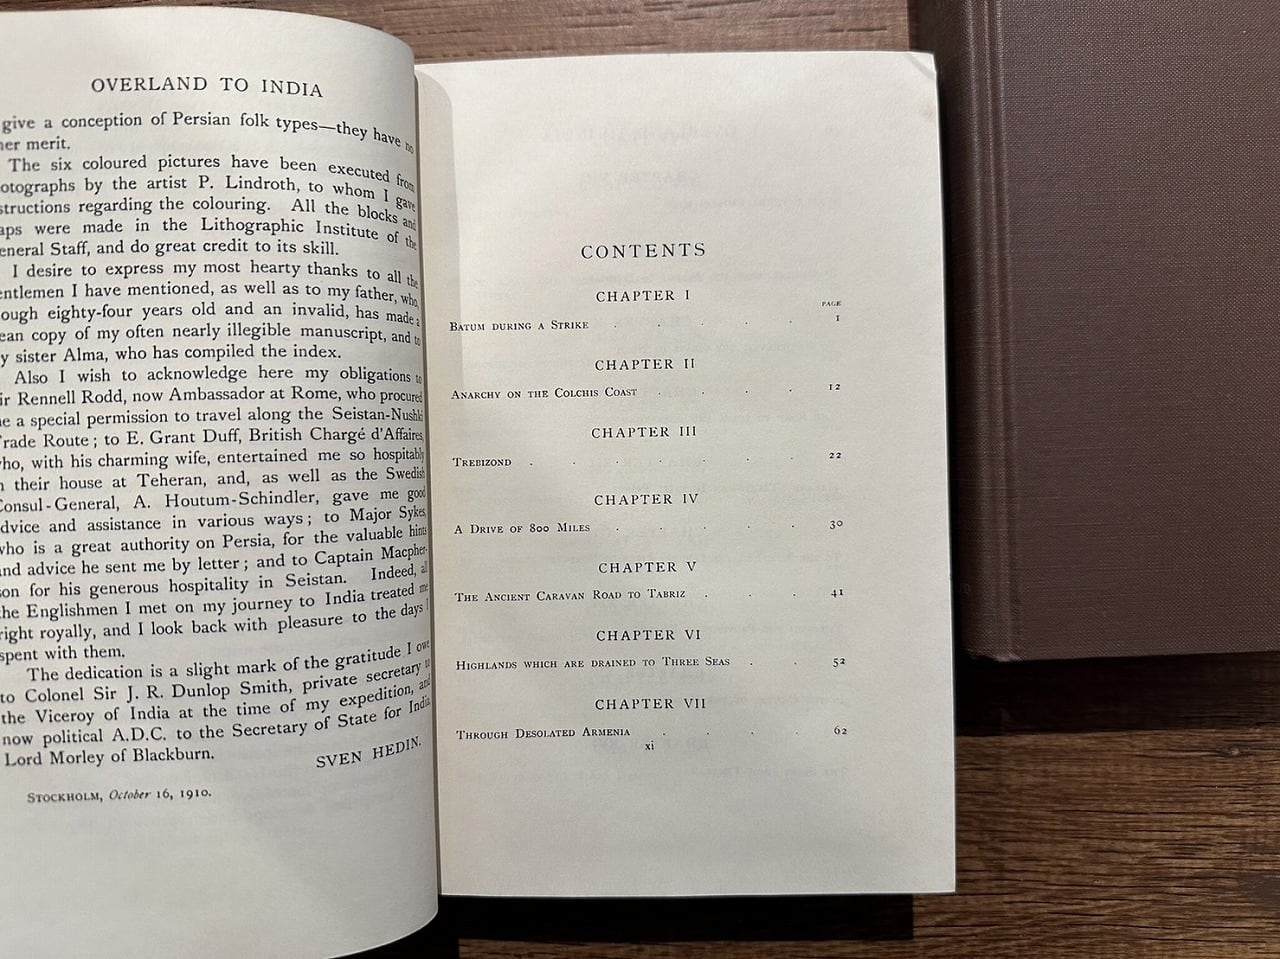 OVERLAND TO INDIA
give a conception of Persian folk types—they have no
merit.
The six coloured pictures have been executed from
by the artist P. Lindroth, to whom I gave
regarding the colouring. All the blocks and
were made in the Lithographic Institute of the
Staff, and do great credit to its skill.
I desire to express my most hearty thanks to all the
I have mentioned, as well as to my father, who,
eighty-four years old and an invalid, has made a
copy of my often nearly illegible manuscript, and to
sister Alma, who has compiled the index.
Also I wish to acknowledge here my obligations to
Rennell Rodd, now Ambassador at Rome, who procured
a special permission to travel along the Seistan-Nushki
Trade Route; to E. Grant Duff, British Chargé d'Affaires,
who, with his charming wife, entertained me so hospitably
their house at Teheran, and, as well as the Swedish
Consul-General, A. Houtum-Schindler, gave me good
advice and assistance in various ways; to Major Sykes,
who is a great authority on Persia, for the valuable hints
and advice he sent me by letter; and to Captain Macpher-
son for his generous hospitality in Seistan. Indeed, all
the Englishmen I met on my journey to India treated me
right royally, and I look back with pleasure to the days I
spent with them.
The dedication is a slight mark of the gratitude I owe
to Colonel Sir J. R. Dunlop Smith, private secretary to
the Viceroy of India at the time of my expedition, and
now political A.D.C. to the Secretary of State for India,
Lord Morley of Blackburn.
SVEN HEDIN.
STOCKHOLM, October 16, 1910.
CONTENTS
CHAPTER I
PAGE
BATUM DURING A STRIKE . . . . . 1
CHAPTER II
ANARCHY ON THE COLCHIS COAST . . . . 12
CHAPTER III
TREBIZOND . . . . . . . 22
CHAPTER IV
A DRIVE OF 800 MILES . . . . . 30
CHAPTER V
THE ANCIENT CARAVAN ROAD TO TABRIZ . . . 41
CHAPTER VI
HIGHLANDS WHICH ARE DRAINED TO THREE SEAS . . 52
CHAPTER VII
THROUGH DESOLATED ARMENIA . . . . 62
xi